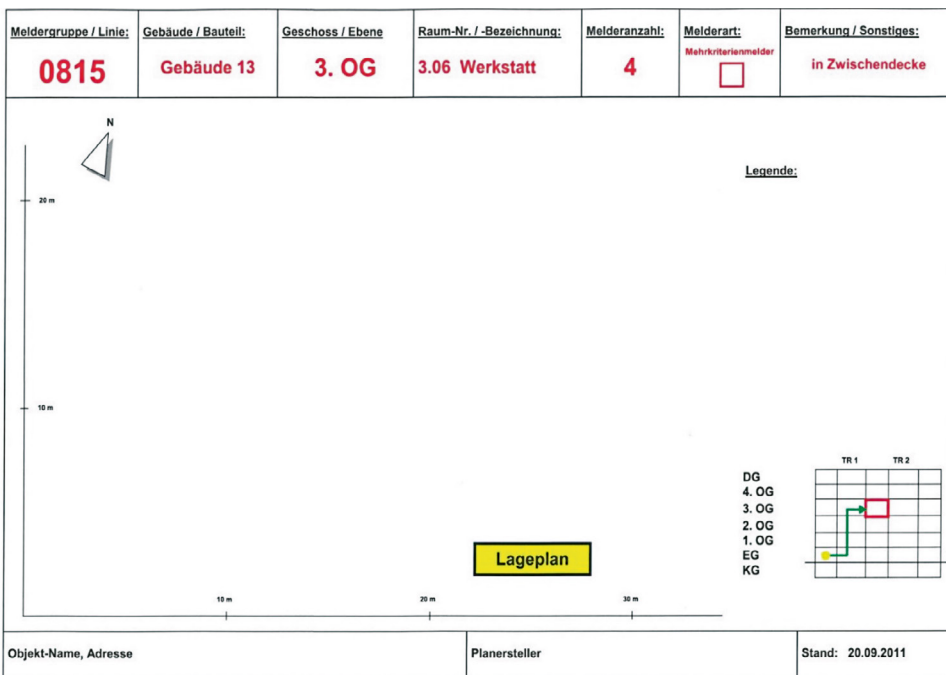 Meldergruppe / Linie:
0815
Gebäude / Bauteil:
Gebäude 13
Geschoss / Ebene
3. OG
Raum-Nr. / -Bezeichnung:
3.06 Werkstatt
Melderanzahl:
4
Melderart:
Mehrkriterienmelder
Bemerkung / Sonstiges:
in Zwischendecke
N
Legende:
20 m
10 m
TR 1 TR 2
DG
4. OG
3. OG
2. OG
1. OG
EG
KG
Lageplan
10 m 20 m 30 m
Objekt-Name, Adresse
Planersteller
Stand: 20.09.2011